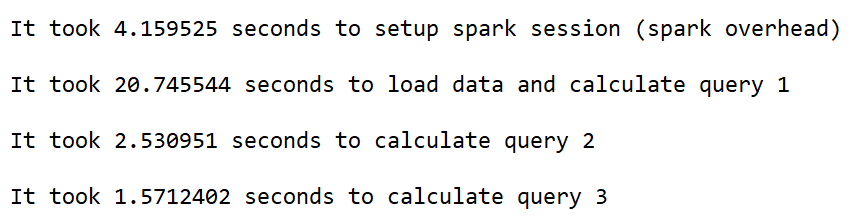 It took 4.159525 seconds to setup spark session (spark overhead)
It took 20.745544 seconds to load data and calculate query 1
It took 2.530951 seconds to calculate query 2
It took 1.5712402 seconds to calculate query 3